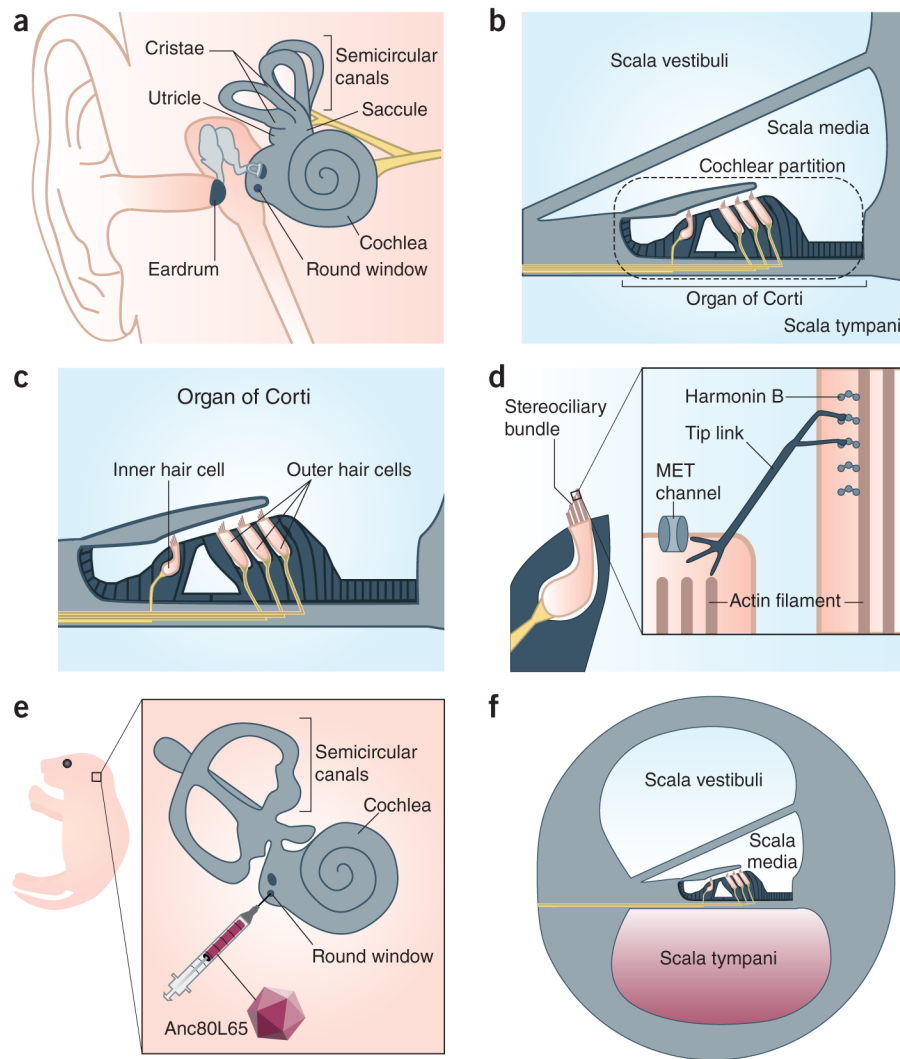 a
Cristae
Semicircular
canals
Utricle
Saccule
Cochlea
Eardrum
Round window
b
Scala vestibuli
Scala media
Cochlear partition
Organ of Corti
Scala tympani
c
Organ of Corti
Inner hair cell
Outer hair cells
d
Stereociliary
bundle
Harmonin B
Tip link
MET
channel
Actin filament
e
Semicircular
canals
Cochlea
Round window
Anc80L65
f
Scala vestibuli
Scala
media
Scala tympani